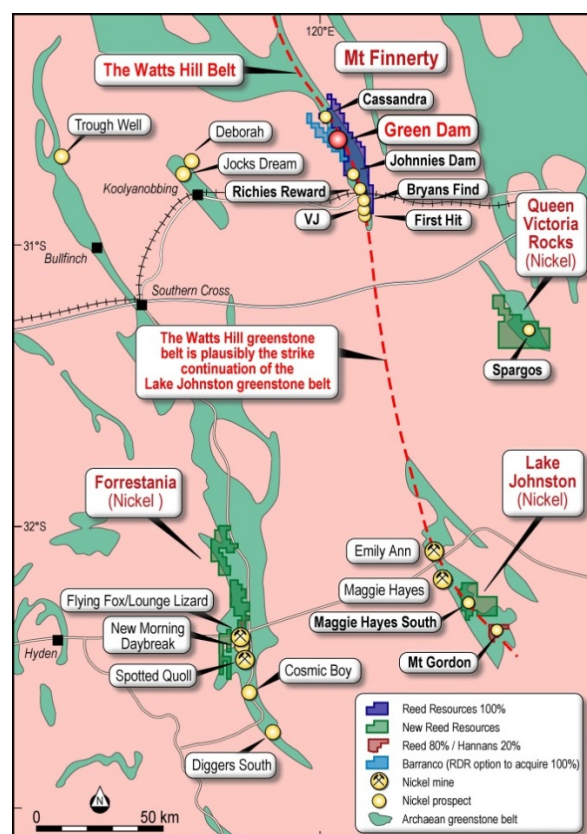 120°E
The Watts Hill Belt
Mt Finnerty
Cassandra
Trough Well
Deborah
Green Dam
Jocks Dream
Johnnies Dam
Koolyanobbing
Richies Reward
Bryans Find
VJ
First Hit
Queen
Victoria
Rocks
(Nickel)
31°S
Bullfinch
Southern Cross
The Watts Hill greenstone
belt is plausibly the strike
continuation of the
Lake Johnston greenstone belt
Spargos
Forrestania
(Nickel )
Lake
Johnston
(Nickel)
32°S
Emily Ann
Maggie Hayes
Flying Fox/Lounge Lizard
Maggie Hayes South
New Morning
Daybreak
Hyden
Mt Gordon
Spotted Quoll
Cosmic Boy
Diggers South
Reed Resources 100%
New Reed Resources
Reed 80% / Hannans 20%
Barranco (RDR option to acquire 100%)
Nickel mine
Nickel prospect
Archaean greenstone belt
N
0
50 km